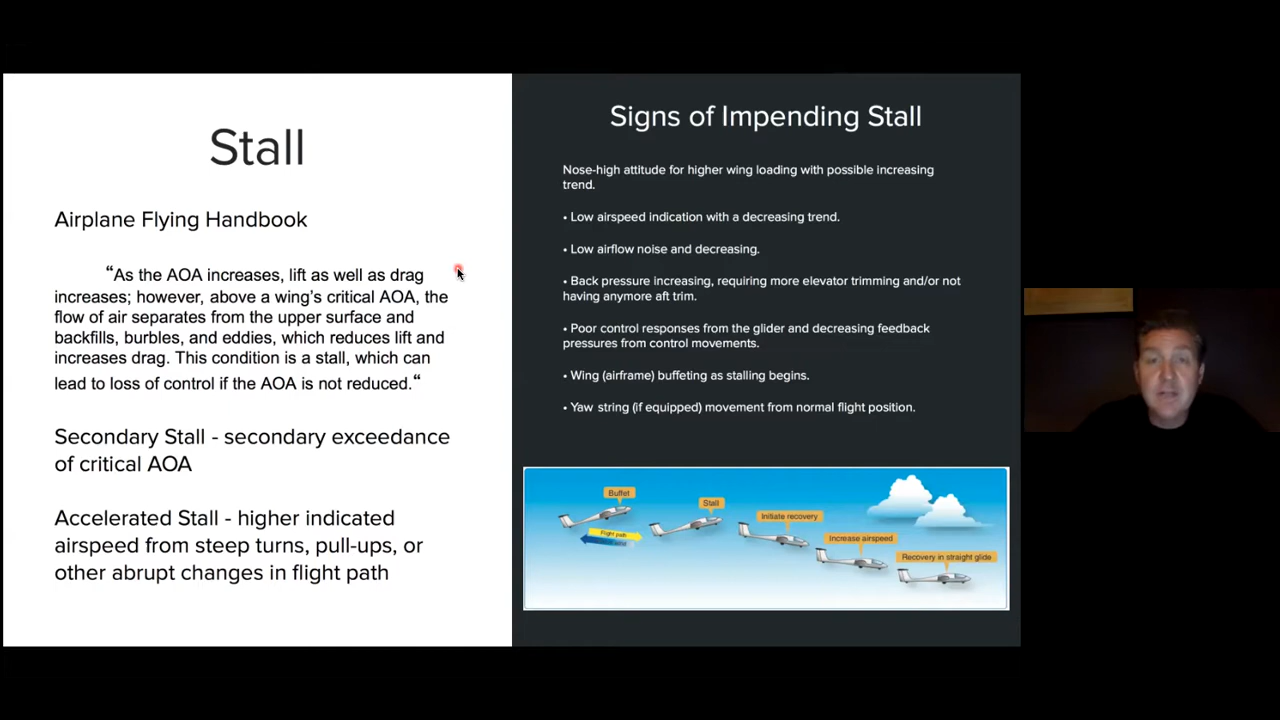 Stall
Airplane Flying Handbook
“As the AOA increases, lift as well as drag
increases; however, above a wing’s critical AOA, the
flow of air separates from the upper surface and
backfills, burbles, and eddies, which reduces lift and
increases drag. This condition is a stall, which can
lead to loss of control if the AOA is not reduced.“
Secondary Stall - secondary exceedance
of critical AOA
Accelerated Stall - higher indicated
airspeed from steep turns, pull-ups, or
other abrupt changes in flight path
Signs of Impending Stall
Nose-high attitude for higher wing loading with possible increasing
trend.
• Low airspeed indication with a decreasing trend.
• Low airflow noise and decreasing.
• Back pressure increasing, requiring more elevator trimming and/or not
having anymore aft trim.
• Poor control responses from the glider and decreasing feedback
pressures from control movements.
• Wing (airframe) buffeting as stalling begins.
• Yaw string (if equipped) movement from normal flight position.
Buffet
Stall
Initiate recovery
Flight path
Increase airspeed
Recovery in straight glide